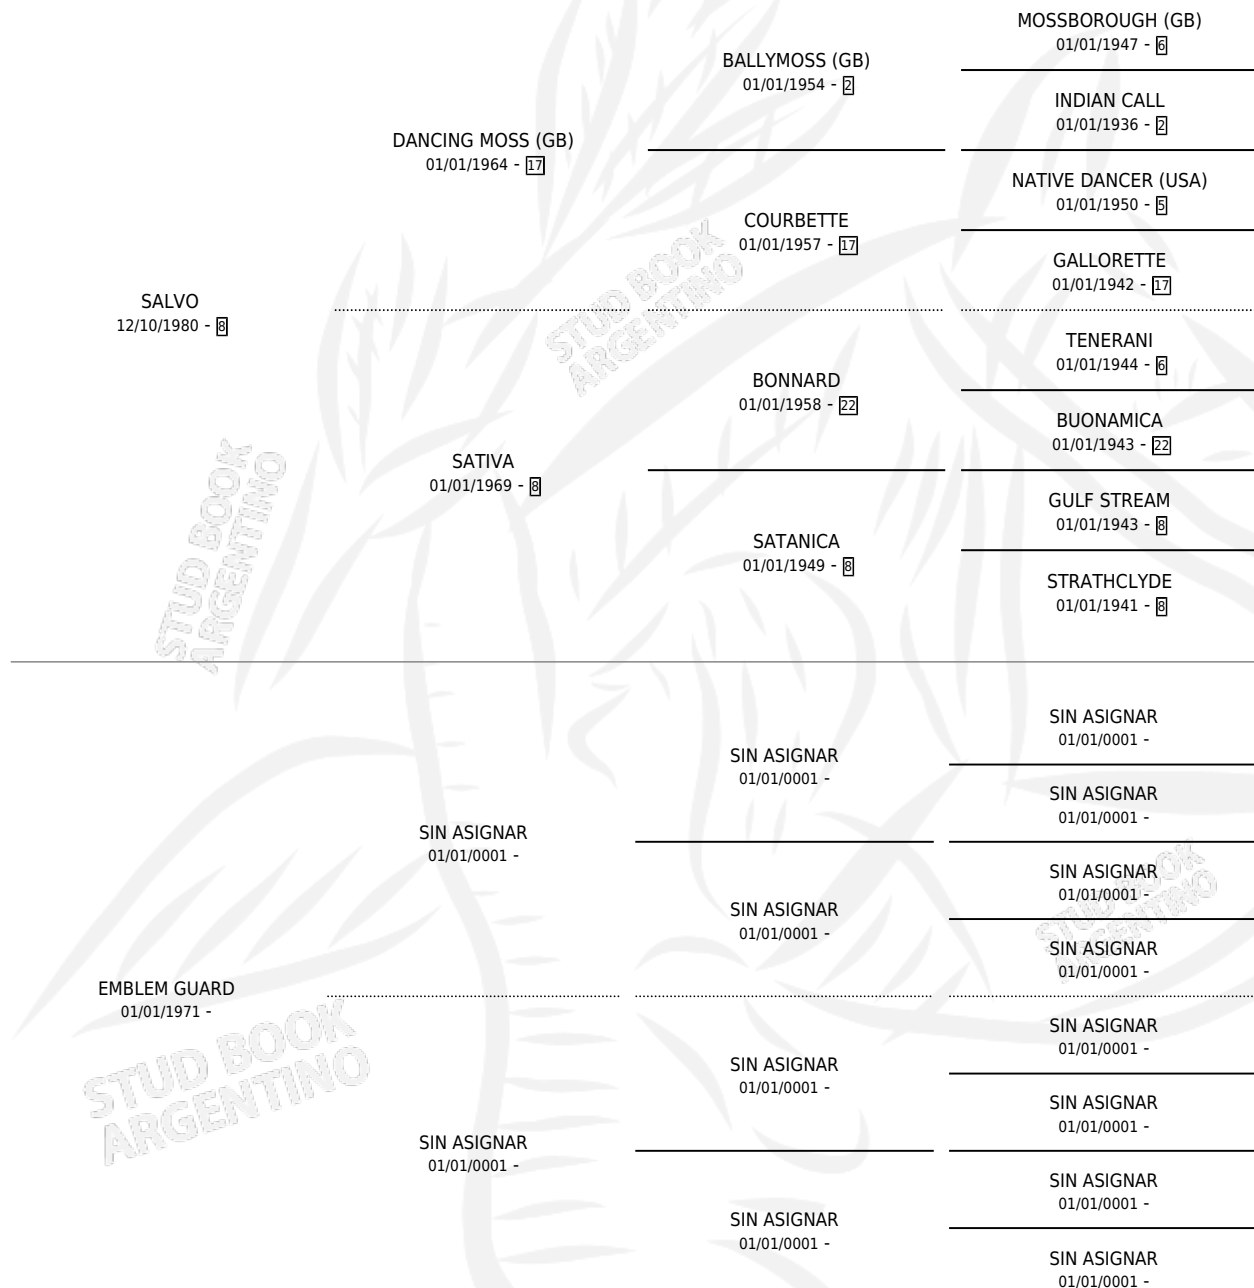 MOSSBOROUGH (GB)
01/01/1947 - 6
BALLYMOSS (GB)
01/01/1954 - 2
INDIAN CALL
01/01/1936 - 2
DANCING MOSS (GB)
01/01/1964 - 17
NATIVE DANCER (USA)
01/01/1950 - 5
COURBETTE
01/01/1957 - 17
GALLORETTE
01/01/1942 - 17
SALVO
12/10/1980 - 8
TENERANI
01/01/1944 - 6
BONNARD
01/01/1958 - 22
BUONAMICA
01/01/1943 - 22
SATIVA
01/01/1969 - 8
GULF STREAM
01/01/1943 - 8
SATANICA
01/01/1949 - 8
STRATHCLYDE
01/01/1941 - 8
SIN ASIGNAR
01/01/0001 -
SIN ASIGNAR
01/01/0001 -
SIN ASIGNAR
01/01/0001 -
SIN ASIGNAR
01/01/0001 -
SIN ASIGNAR
01/01/0001 -
SIN ASIGNAR
01/01/0001 -
SIN ASIGNAR
01/01/0001 -
EMBLEM GUARD
01/01/1971 -
SIN ASIGNAR
01/01/0001 -
SIN ASIGNAR
01/01/0001 -
SIN ASIGNAR
01/01/0001 -
SIN ASIGNAR
01/01/0001 -
SIN ASIGNAR
01/01/0001 -
SIN ASIGNAR
01/01/0001 -
SIN ASIGNAR
01/01/0001 -
STUD BOOK
ARGENTINO
STUD BOOK
ARGENTINO
STUD BOOK
ARGENTINO
STUD BOOK
ARGENTINO